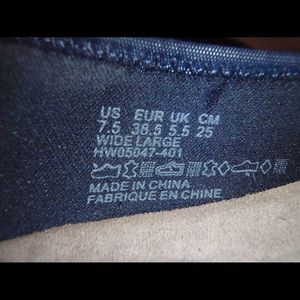 US EUR UK CM
7.5 38.5 5.5 25
WIDE LARGE
HW05047-401
MADE IN CHINA
FABRIQUE EN CHINE